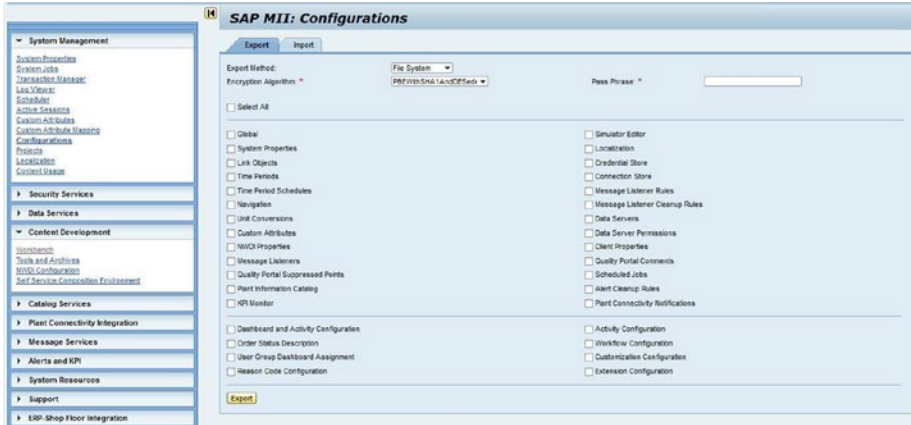 SAP MII: Configurations
System Management
System Properties
System Jobs
Transaction Manager
Log Viewer
Scheduler
Active Sessions
Custom Attributes
Custom Attribute Mapping
Configurations
Projects
Localization
Content Usage
Security Services
Data Services
Content Development
Workbench
Tools and Archives
NWDI Configuration
Self Service Composition Environment
Catalog Services
Plant Connectivity Integration
Message Services
Alerts and KPI
System Resources
Support
ERP-Shop Floor Integration
Export Import
Export Method: File System
Encryption Algorithm: * PBEWithSHA1AndDESede Pass Phrase: *
Select All
Global Simulator Editor
System Properties Localization
Link Objects Credential Store
Time Periods Connection Store
Time Period Schedules Message Listener Rules
Navigation Message Listener Cleanup Rules
Unit Conversions Data Servers
Custom Attributes Data Server Permissions
NWDI Properties Client Properties
Message Listeners Quality Portal Comments
Quality Portal Suppressed Points Scheduled Jobs
Plant Information Catalog Alert Cleanup Rules
KPI Monitor Plant Connectivity Notifications
Dashboard and Activity Configuration Activity Configuration
Order Status Description Workflow Configuration
User Group Dashboard Assignment Customization Configuration
Reason Code Configuration Extension Configuration
Export